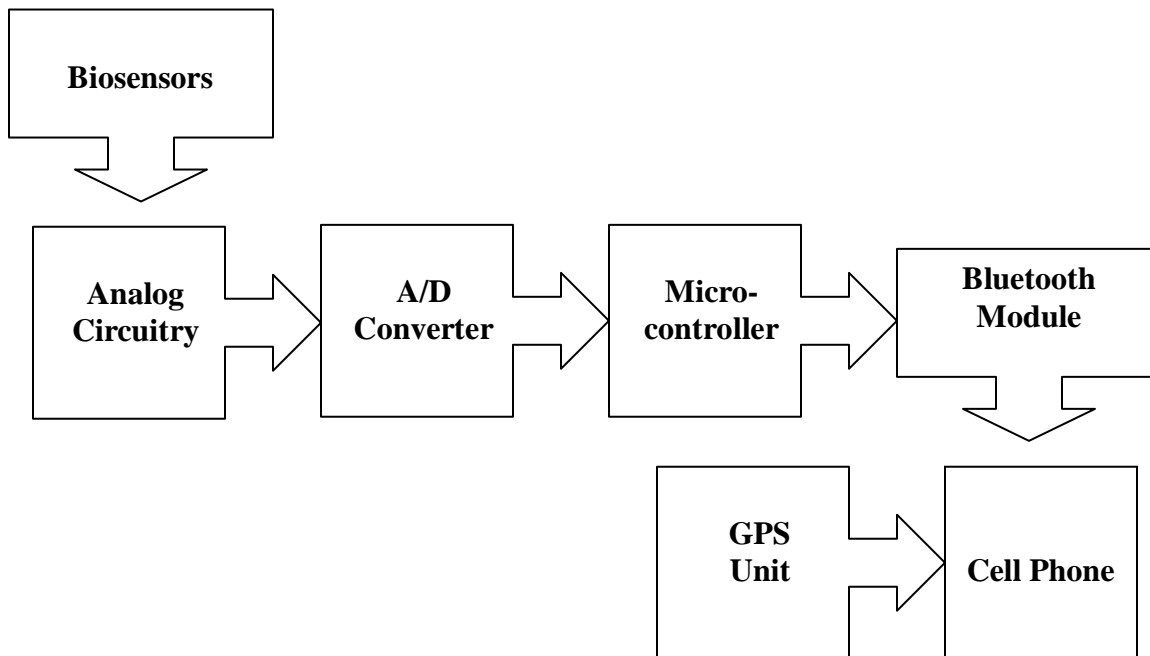 Biosensors
Analog
Circuitry
A/D
Converter
Micro-
controller
Bluetooth
Module
GPS
Unit
Cell Phone